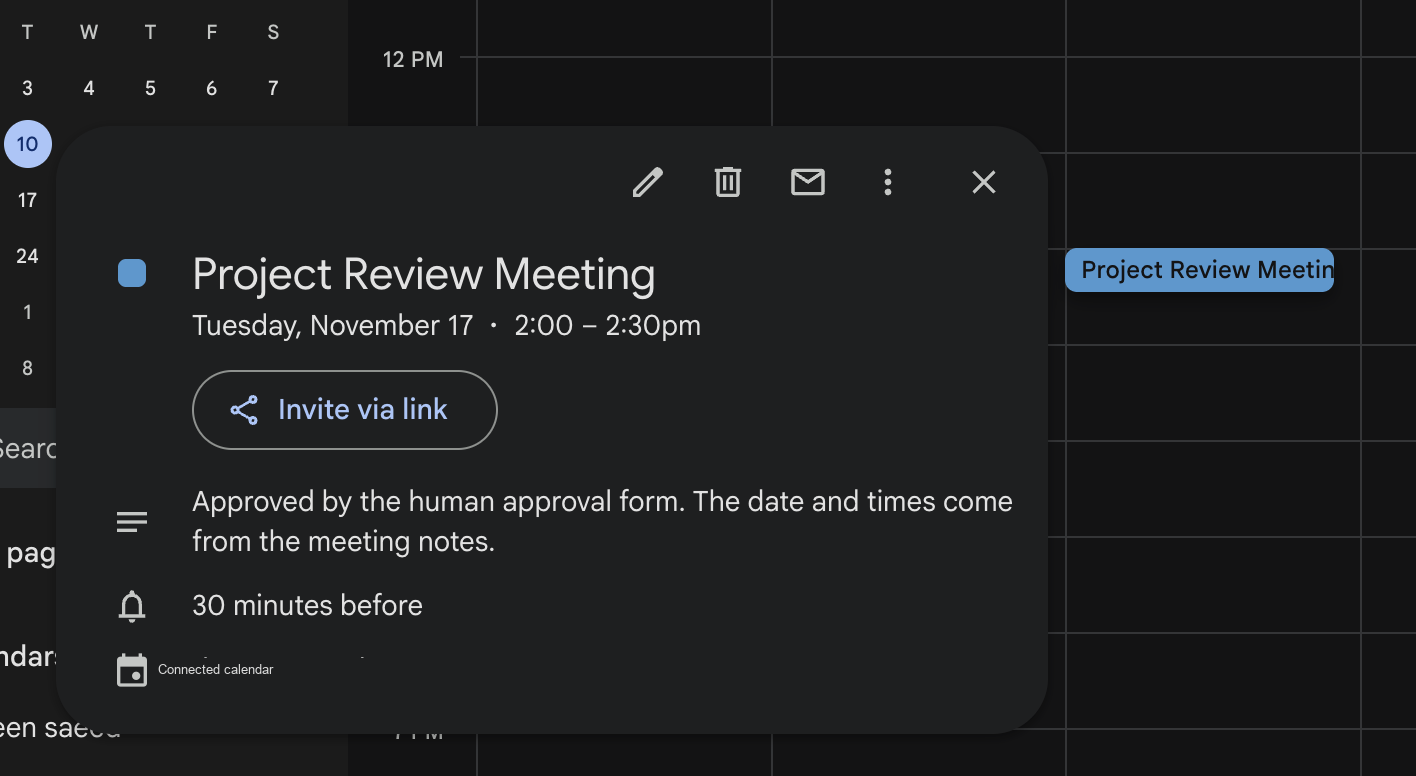 T W T F S
12 PM
3 4 5 6 7
10
17
24
1
8
Project Review Meeting
Tuesday, November 17 • 2:00 – 2:30pm
Invite via link
Approved by the human approval form. The date and times come
from the meeting notes.
30 minutes before
Connected calendar
Project Review Meetin
Searc
pag
ndars
een saeed